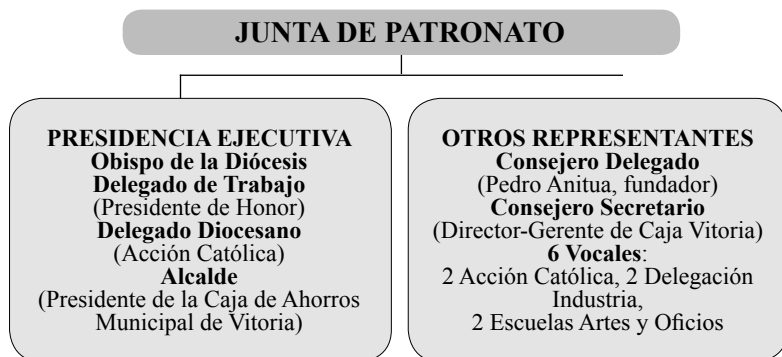 JUNTA DE PATRONATO
PRESIDENCIA EJECUTIVA
Obispo de la Diócesis
Delegado de Trabajo
(Presidente de Honor)
Delegado Diocesano
(Acción Católica)
Alcalde
(Presidente de la Caja de Ahorros
Municipal de Vitoria)
OTROS REPRESENTANTES
Consejero Delegado
(Pedro Anitua, fundador)
Consejero Secretario
(Director-Gerente de Caja Vitoria)
6 Vocales:
2 Acción Católica, 2 Delegación
Industria,
2 Escuelas Artes y Oficios